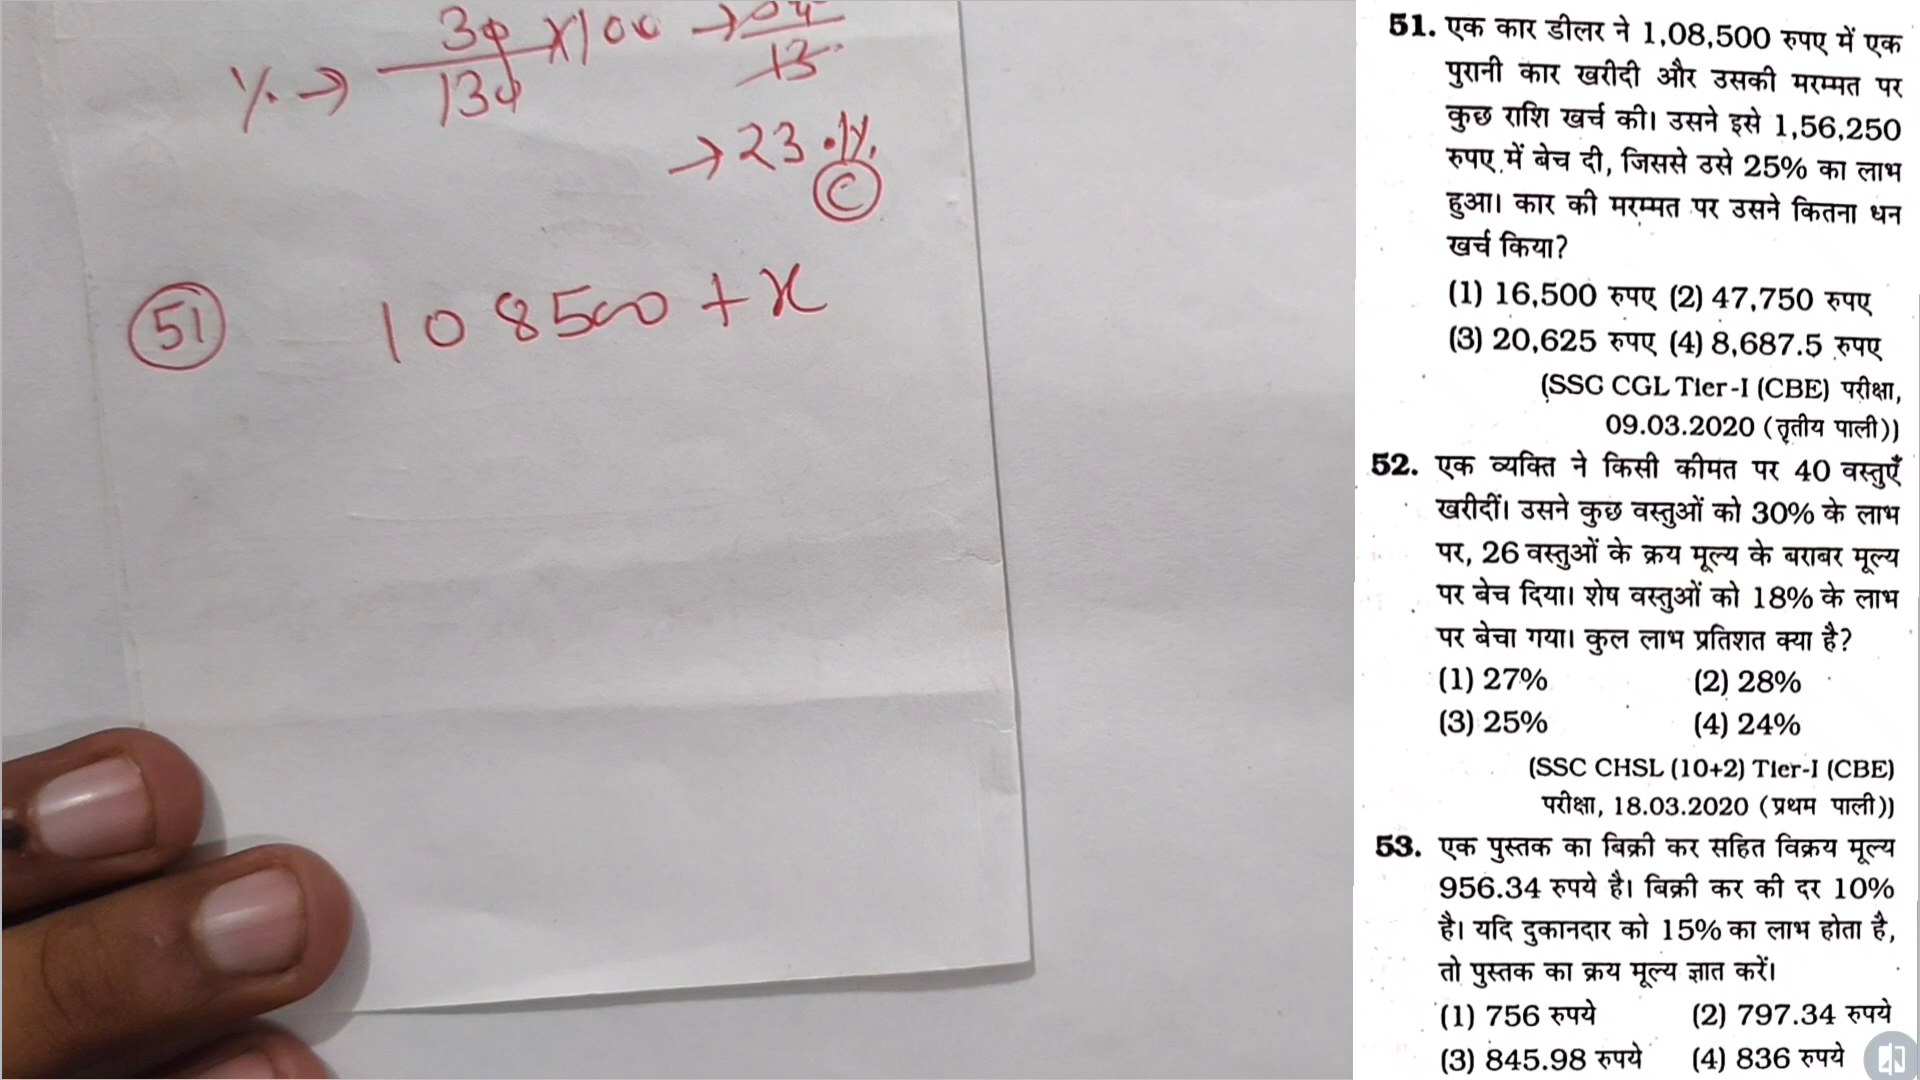 % → 30/130 ×100 →
13
→ 23.1%
C
51 108500 + x
51. एक कार डीलर ने 1,08,500 रुपए में एक
पुरानी कार खरीदी और उसकी मरम्मत पर
कुछ राशि खर्च की। उसने इसे 1,56,250
रुपए में बेच दी, जिससे उसे 25% का लाभ
हुआ। कार की मरम्मत पर उसने कितना धन
खर्च किया?
(1) 16,500 रुपए (2) 47,750 रुपए
(3) 20,625 रुपए (4) 8,687.5 रुपए
(SSC CGL Tier-I (CBE) परीक्षा,
09.03.2020 (तृतीय पाली))
52. एक व्यक्ति ने किसी कीमत पर 40 वस्तुएँ
खरीदीं। उसने कुछ वस्तुओं को 30% के लाभ
पर, 26 वस्तुओं के क्रय मूल्य के बराबर मूल्य
पर बेच दिया। शेष वस्तुओं को 18% के लाभ
पर बेचा गया। कुल लाभ प्रतिशत क्या है?
(1) 27% (2) 28%
(3) 25% (4) 24%
(SSC CHSL (10+2) Tier-I (CBE)
परीक्षा, 18.03.2020 (प्रथम पाली))
53. एक पुस्तक का बिक्री कर सहित विक्रय मूल्य
956.34 रुपये है। बिक्री कर की दर 10%
है। यदि दुकानदार को 15% का लाभ होता है,
तो पुस्तक का क्रय मूल्य ज्ञात करें।
(1) 756 रुपये (2) 797.34 रुपये
(3) 845.98 रुपये (4) 836 रुपये